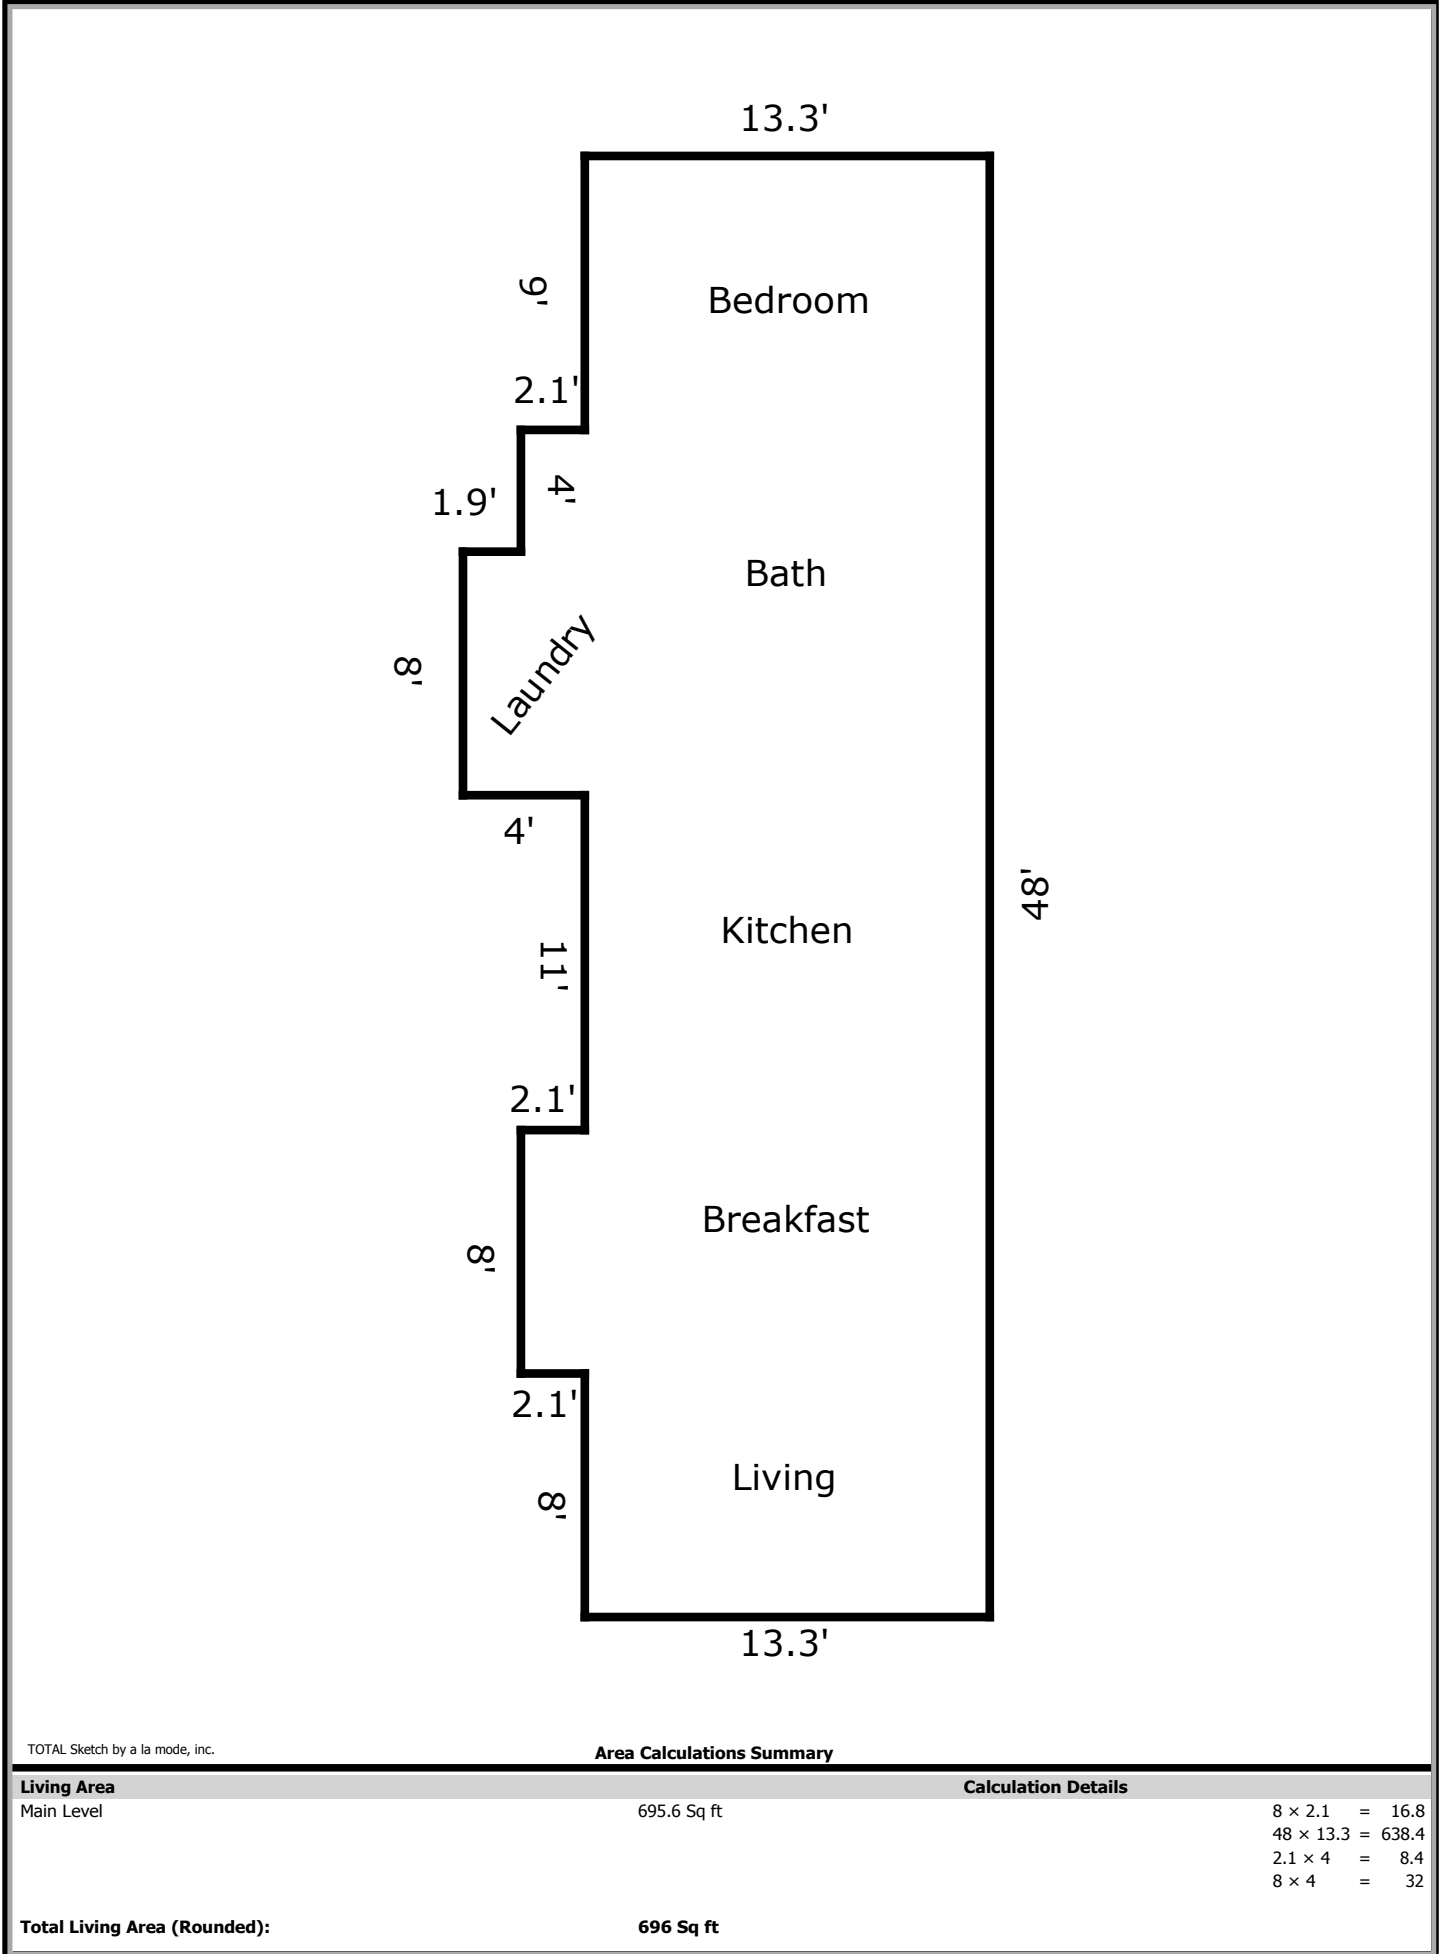 13.3'
9'
Bedroom
2.1'
1.9'
4'
Bath
Laundry
8'
4'
48'
Kitchen
11'
2.1'
Breakfast
8'
2.1'
Living
8'
13.3'
TOTAL Sketch by a la mode, inc.
Area Calculations Summary
Living Area Calculation Details
Main Level 695.6 Sq ft 8 × 2.1 = 16.8
48 × 13.3 = 638.4
2.1 × 4 = 8.4
8 × 4 = 32
Total Living Area (Rounded): 696 Sq ft